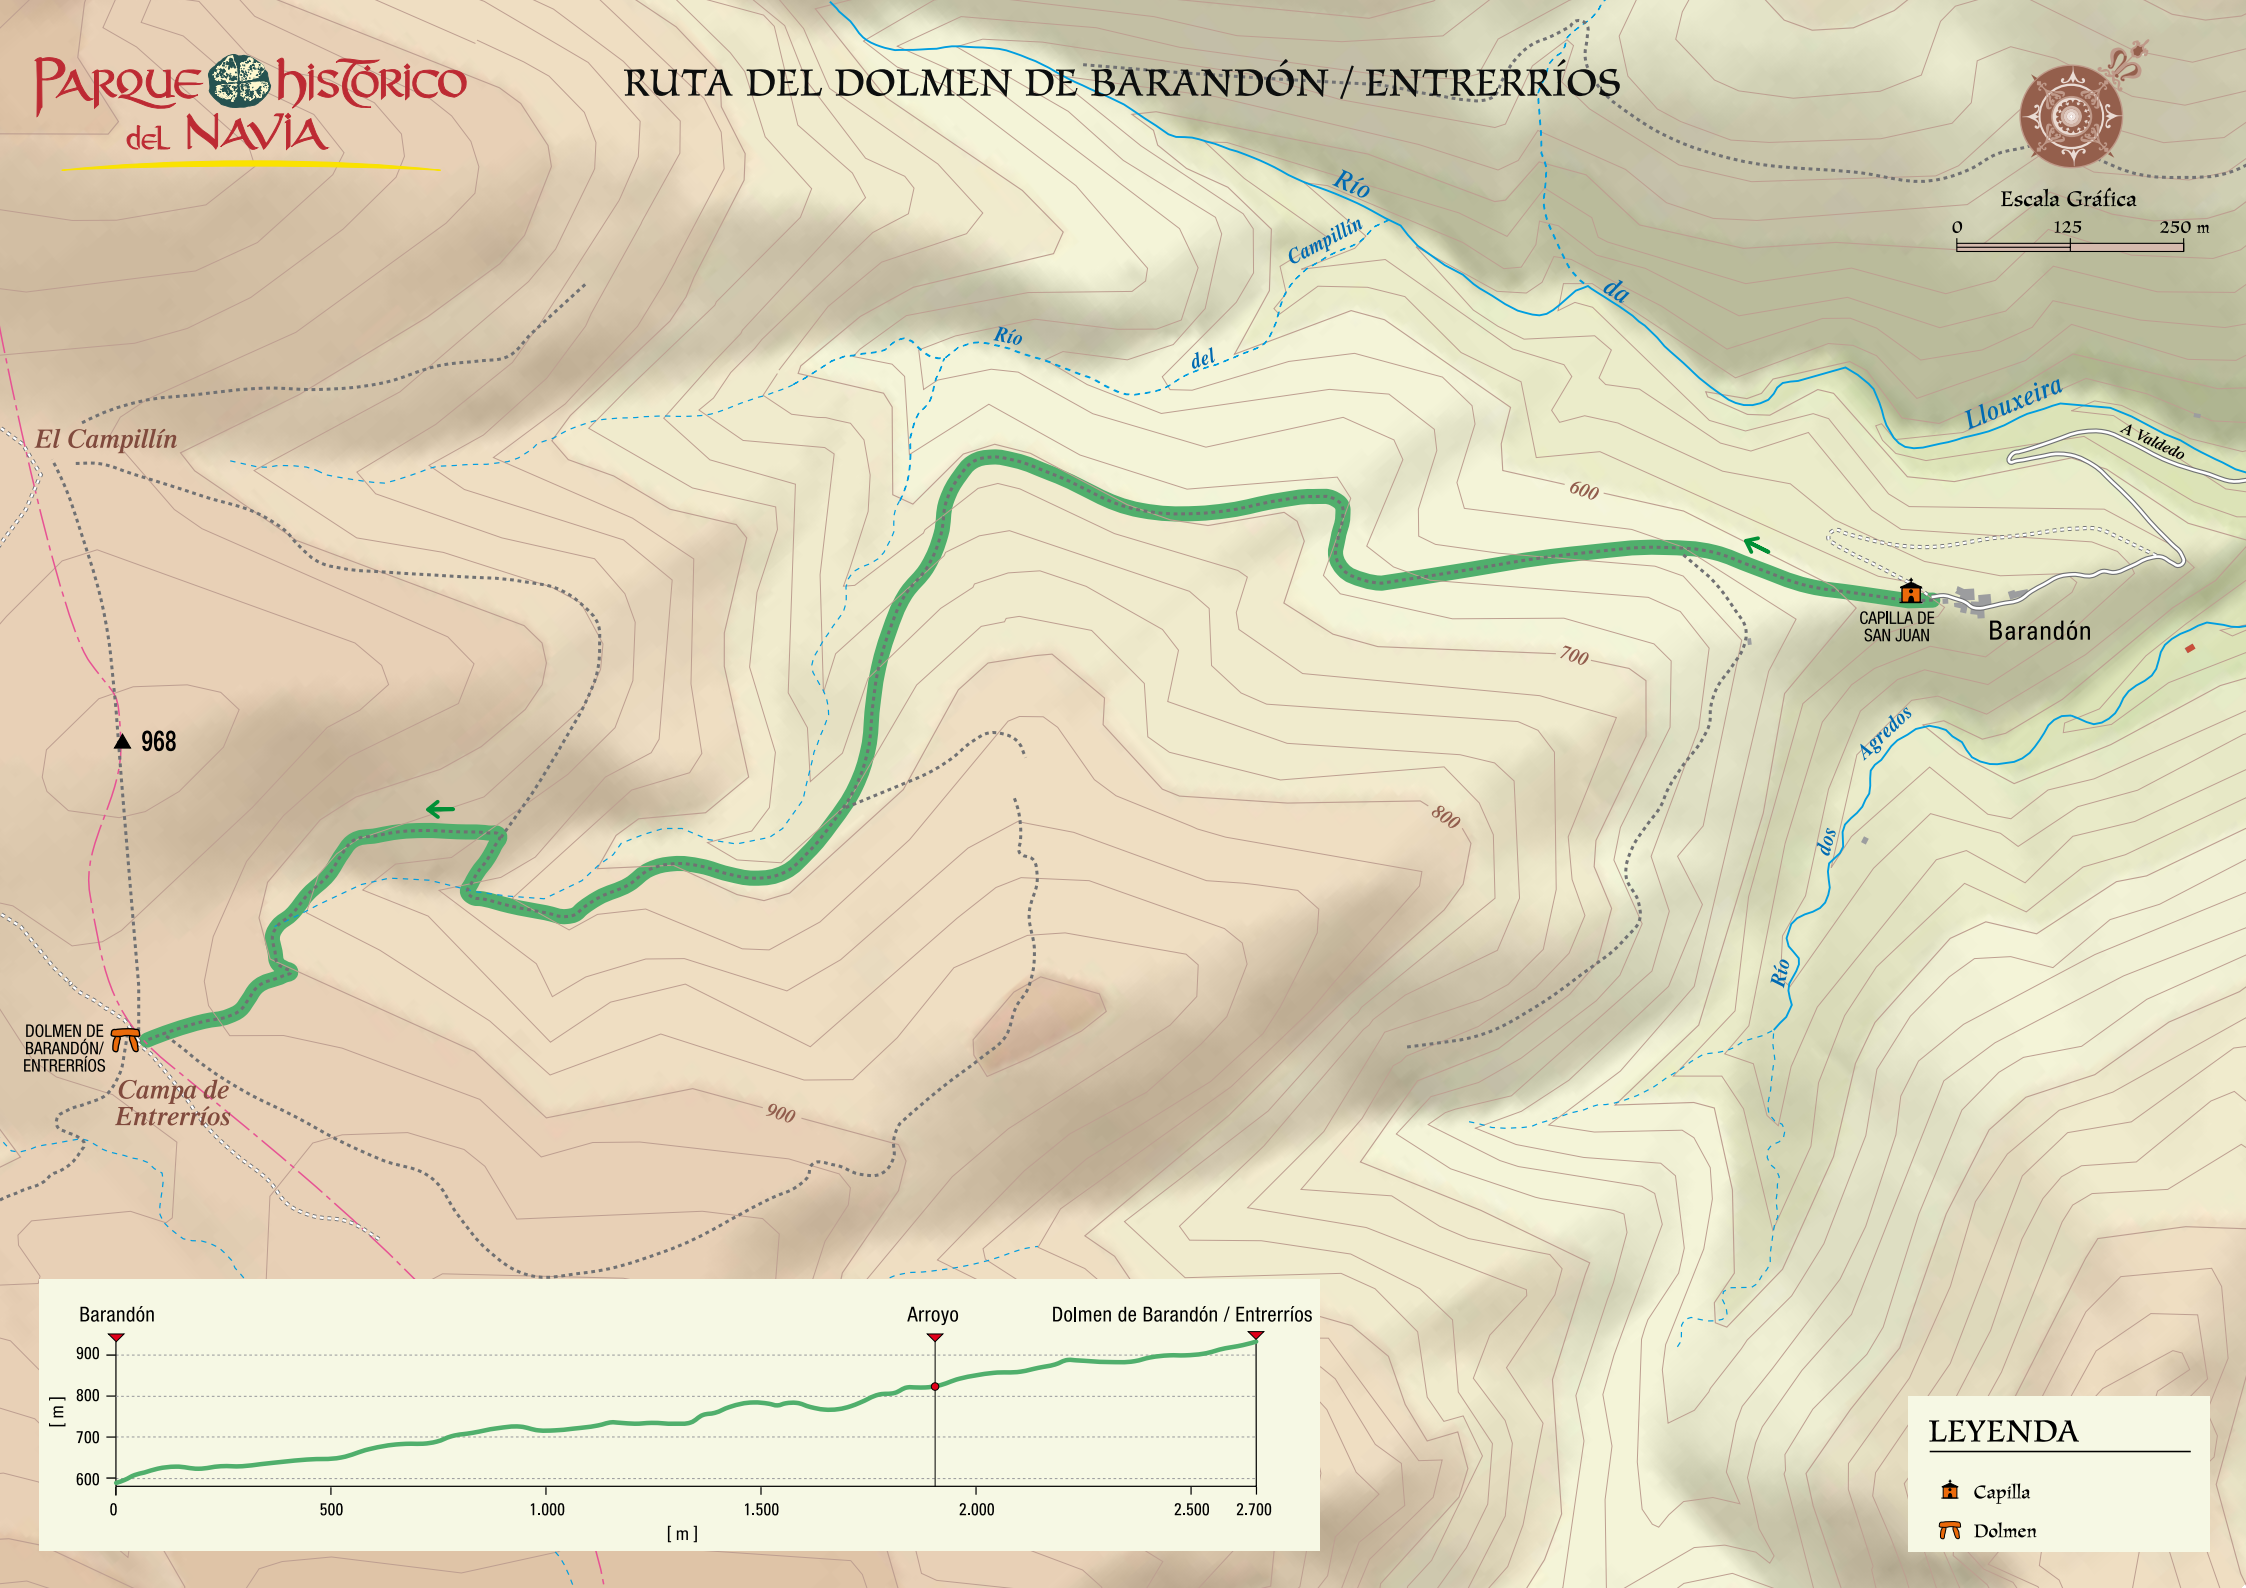 PARQUE HISTÓRICO
del NAVIA
RUTA DEL DOLMEN DE BARANDÓN / ENTRERRÍOS
Escala Gráfica
0 125 250 m
Río
da
Llouxeira
Río
del
Campillín
A Valdedo
El Campillín
600
700
800
900
968
CAPILLA DE
SAN JUAN
Barandón
Agredos
dos
Río
DOLMEN DE
BARANDÓN/
ENTRERRÍOS
Campa de
Entrerríos
Barandón
Arroyo
Dolmen de Barandón / Entrerríos
900
800
700
600
[ m ]
0 500 1.000 1.500 2.000 2.500 2.700
[ m ]
LEYENDA
Capilla
Dolmen